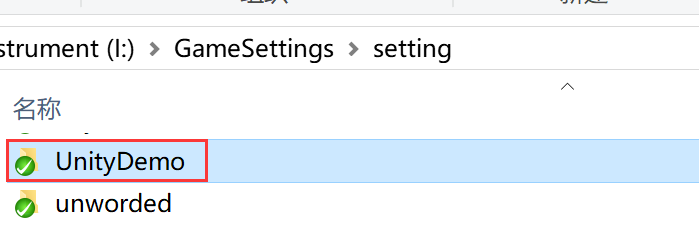 strument (I:) > GameSettings > setting
名称
UnityDemo
unworded